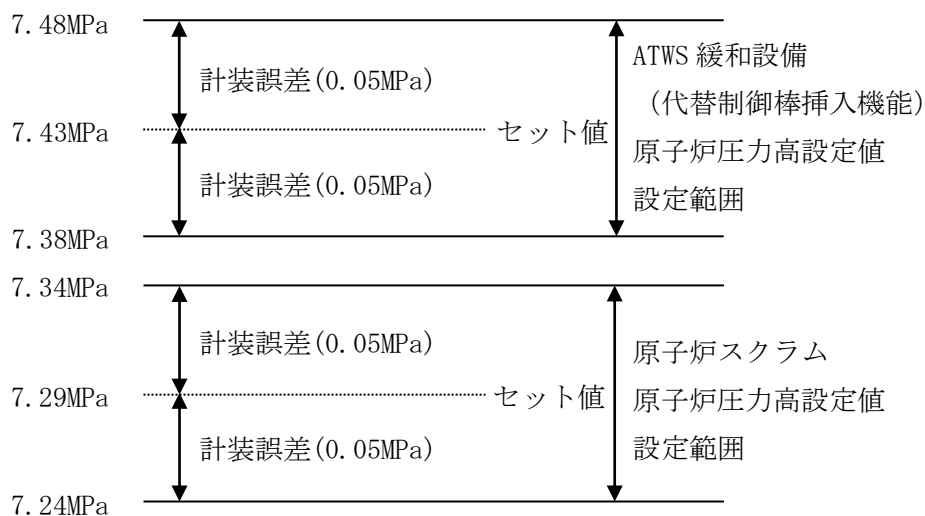 7.48MPa
計装誤差(0.05MPa)
7.43MPa
セット値
計装誤差(0.05MPa)
7.38MPa
ATWS 緩和設備
（代替制御棒挿入機能）
原子炉圧力高設定値
設定範囲
7.34MPa
計装誤差(0.05MPa)
7.29MPa
セット値
計装誤差(0.05MPa)
7.24MPa
原子炉スクラム
原子炉圧力高設定値
設定範囲